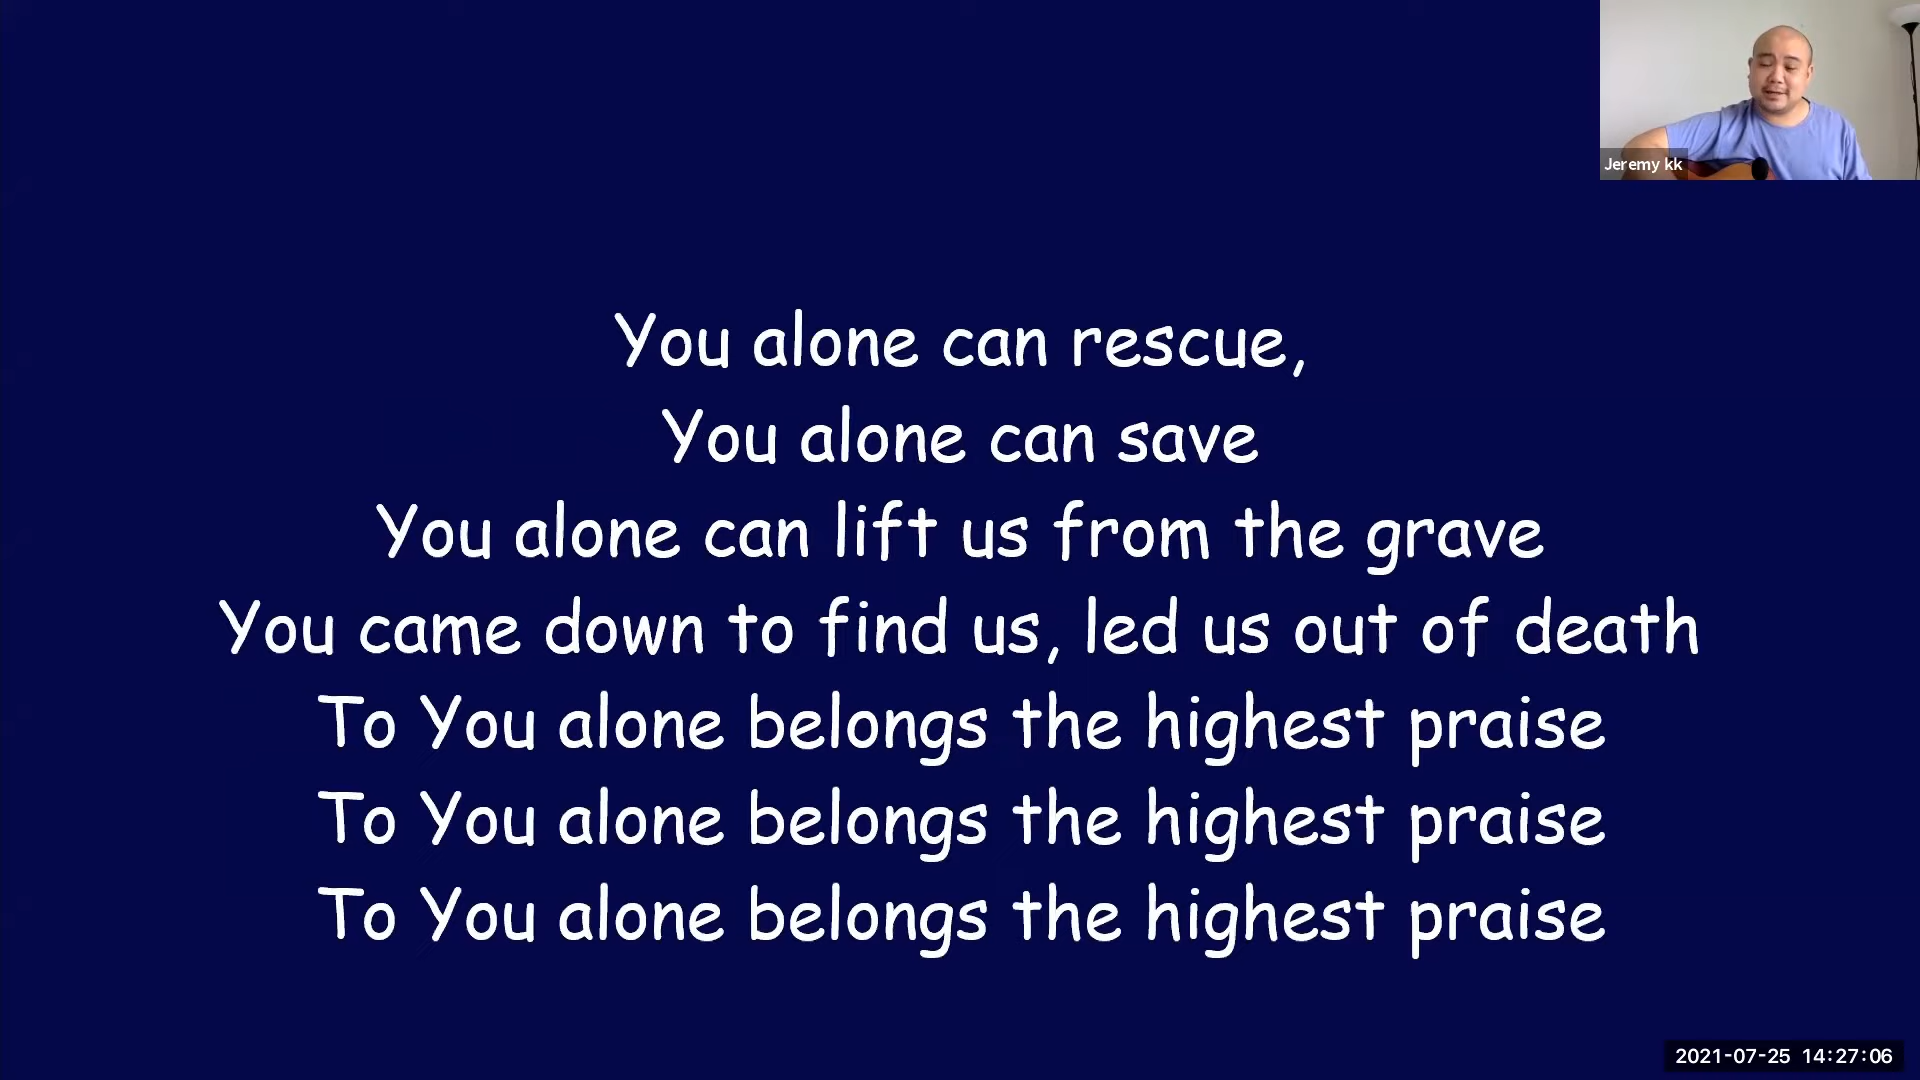 Jeremy kk
You alone can rescue,
You alone can save
You alone can lift us from the grave
You came down to find us, led us out of death
To You alone belongs the highest praise
To You alone belongs the highest praise
To You alone belongs the highest praise
2021-07-25 14:27:06